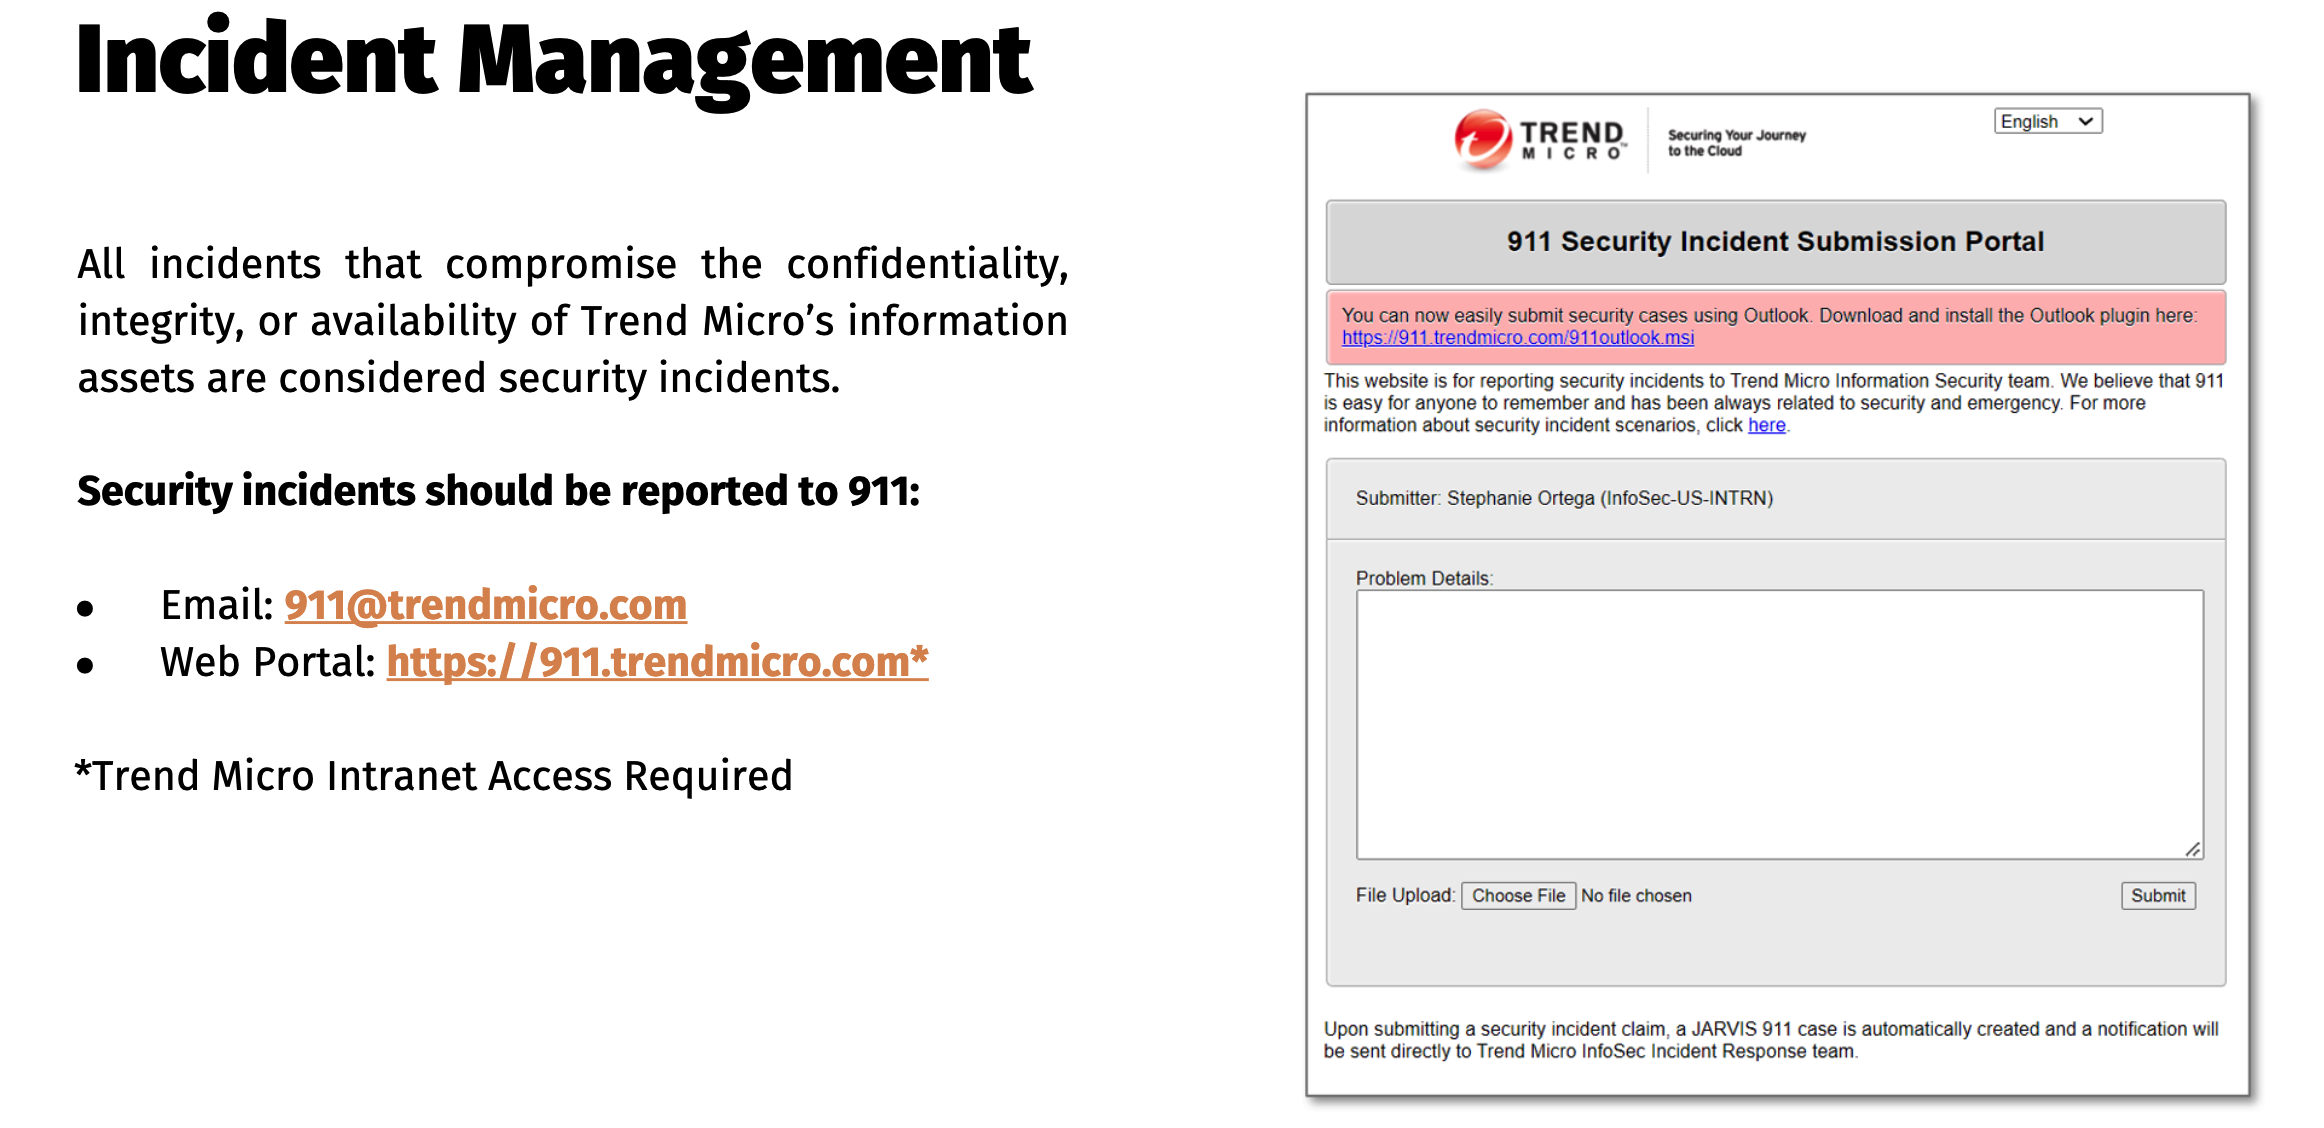 Incident Management
All incidents that compromise the confidentiality,
integrity, or availability of Trend Micro’s information
assets are considered security incidents.
Security incidents should be reported to 911:
• Email: 911@trendmicro.com
• Web Portal: https://911.trendmicro.com*
*Trend Micro Intranet Access Required
TREND MICRO™
Securing Your Journey
to the Cloud
English
911 Security Incident Submission Portal
You can now easily submit security cases using Outlook. Download and install the Outlook plugin here:
https://911.trendmicro.com/911outlook.msi
This website is for reporting security incidents to Trend Micro Information Security team. We believe that 911
is easy for anyone to remember and has been always related to security and emergency. For more
information about security incident scenarios, click here.
Submitter: Stephanie Ortega (InfoSec-US-INTRN)
Problem Details:
File Upload: Choose File No file chosen
Submit
Upon submitting a security incident claim, a JARVIS 911 case is automatically created and a notification will
be sent directly to Trend Micro InfoSec Incident Response team.